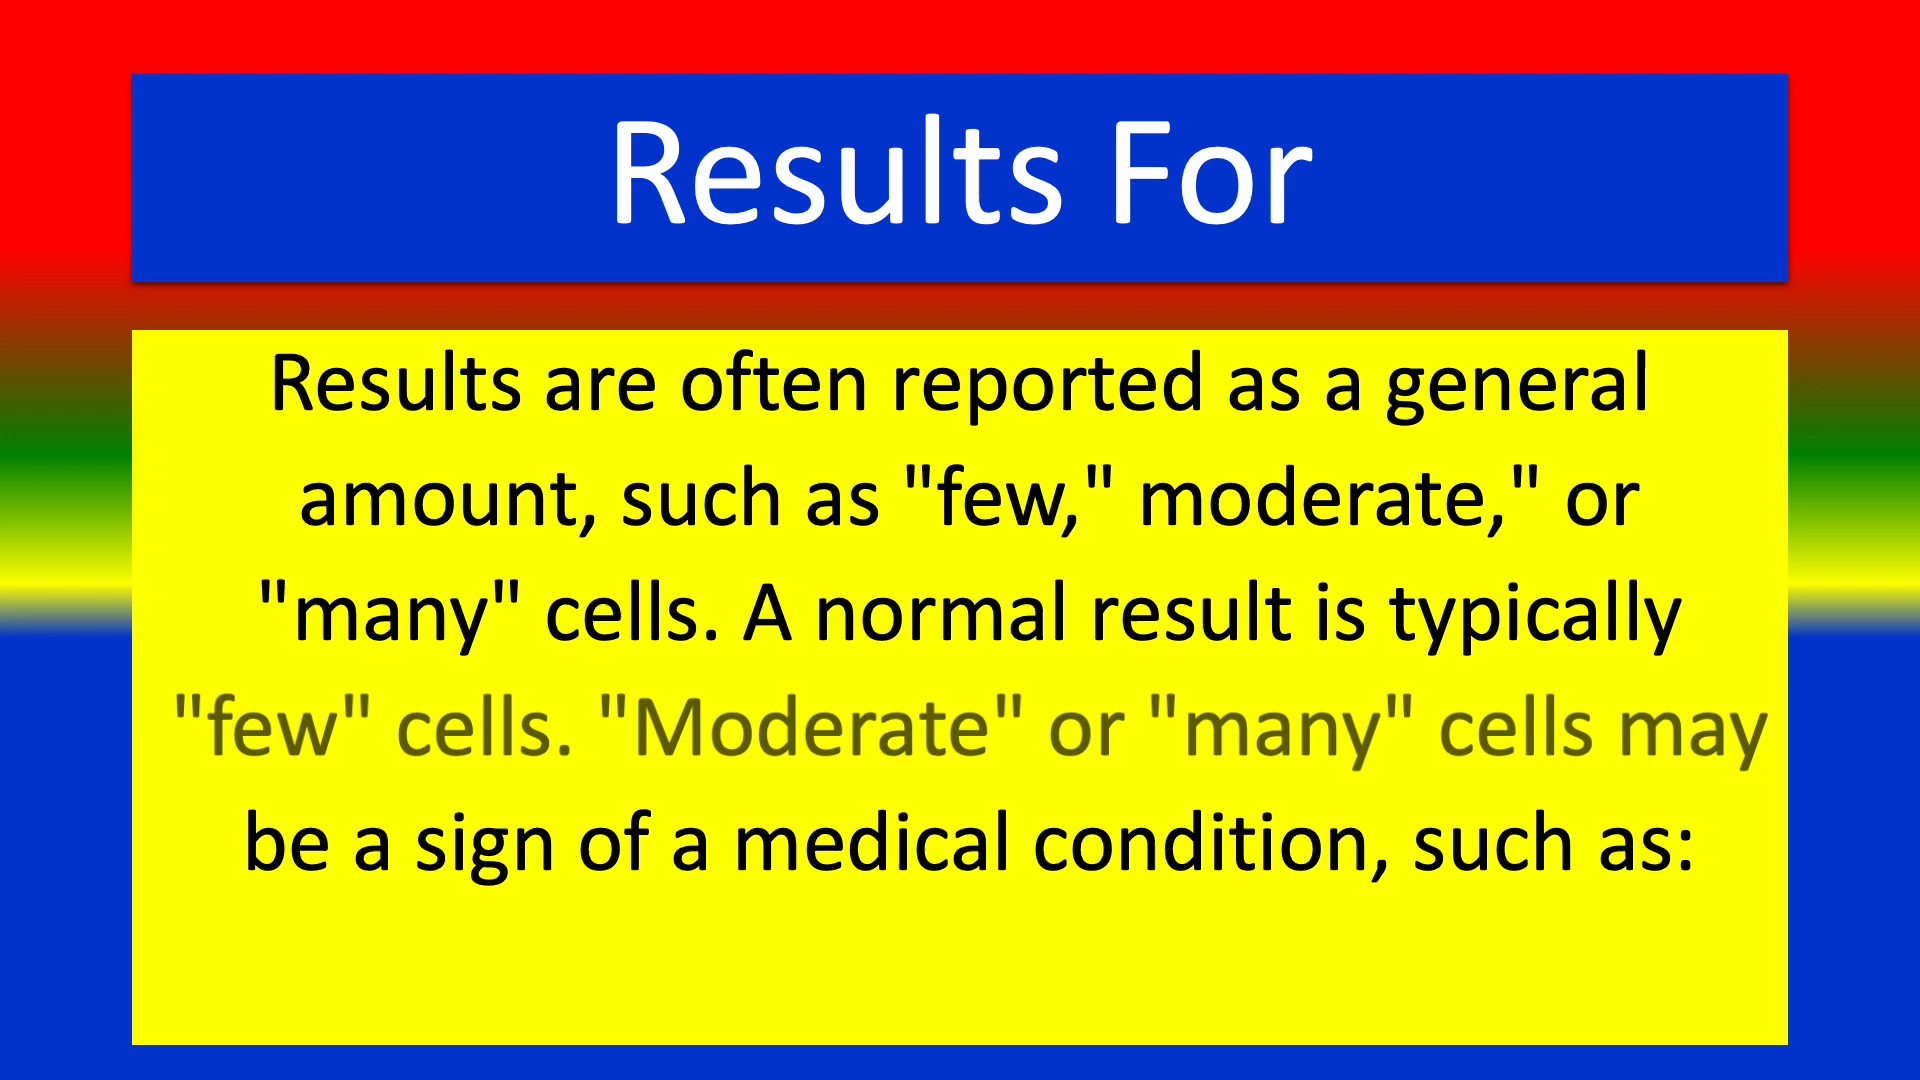 Results For
Results are often reported as a general
amount, such as "few," moderate," or
"many" cells. A normal result is typically
"few" cells. "Moderate" or "many" cells may
be a sign of a medical condition, such as: